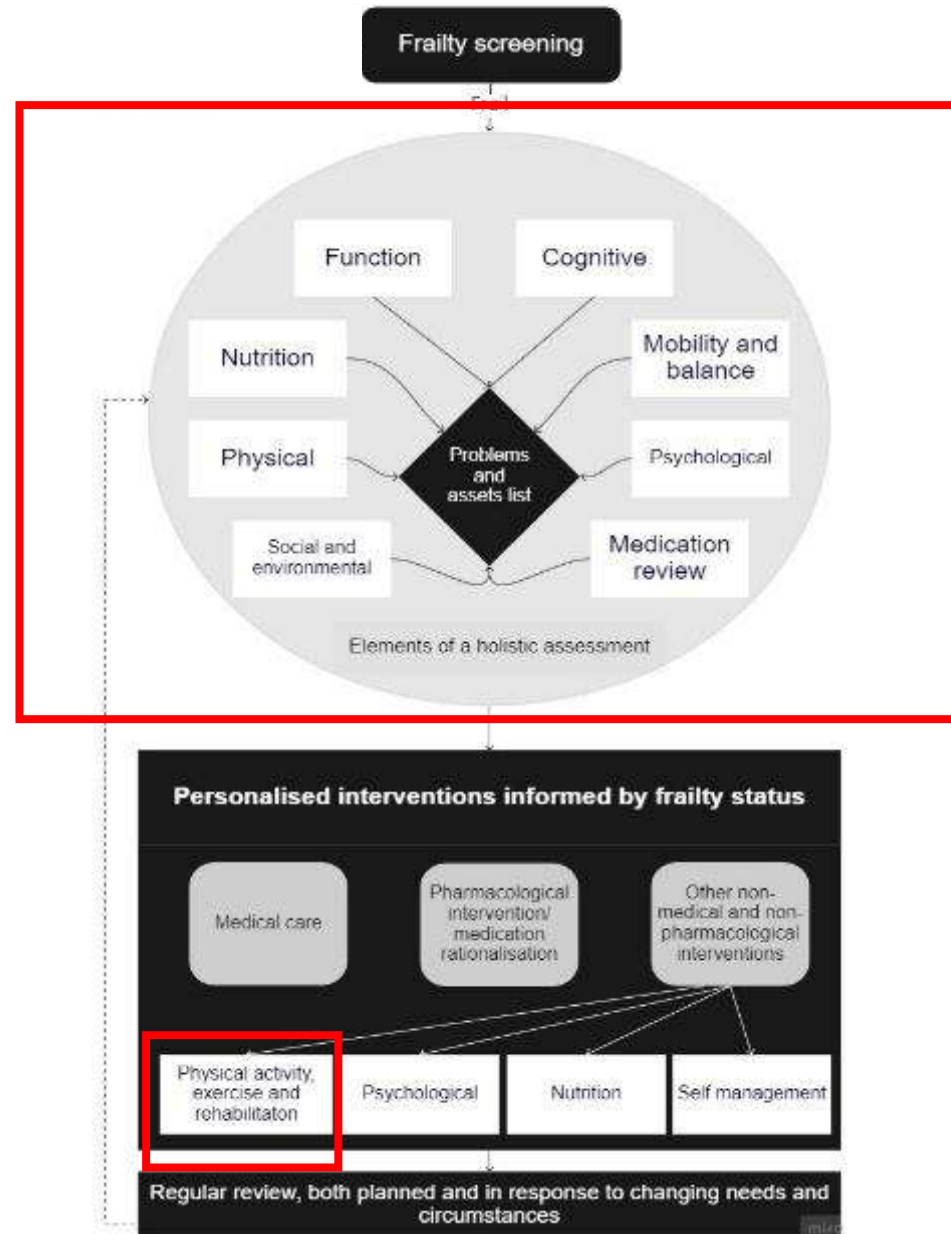 Frailty screening
Frail
Function
Cognitive
Nutrition
Mobility and
balance
Physical
Problems
and
assets list
Psychological
Social and
environmental
Medication
review
Elements of a holistic assessment
Personalised interventions informed by frailty status
Medical care
Pharmacological
intervention/
medication
rationalisation
Other non-
medical and non-
pharmacological
interventions
Physical activity,
exercise and
rehabilitaton
Psychological
Nutrition
Self management
Regular review, both planned and in response to changing needs and
circumstances
miro